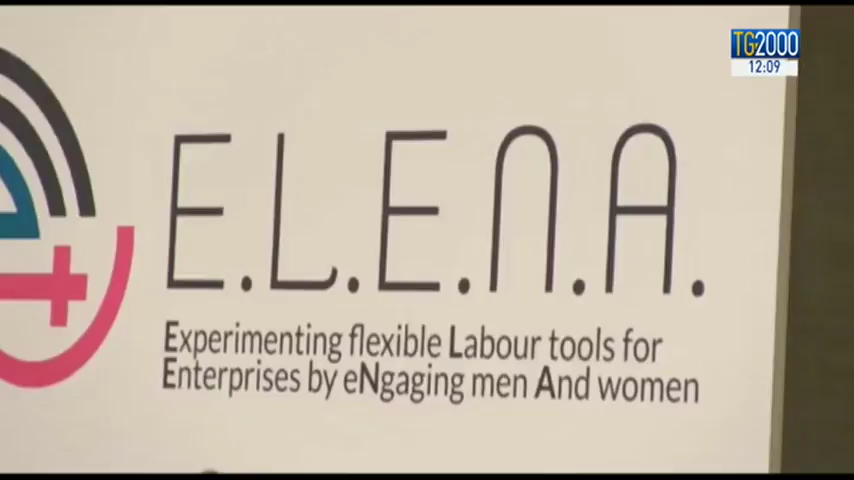 TG2000
12:09
E.L.E.N.A.
Experimenting flexible Labour tools for
Enterprises by eNgaging men And women